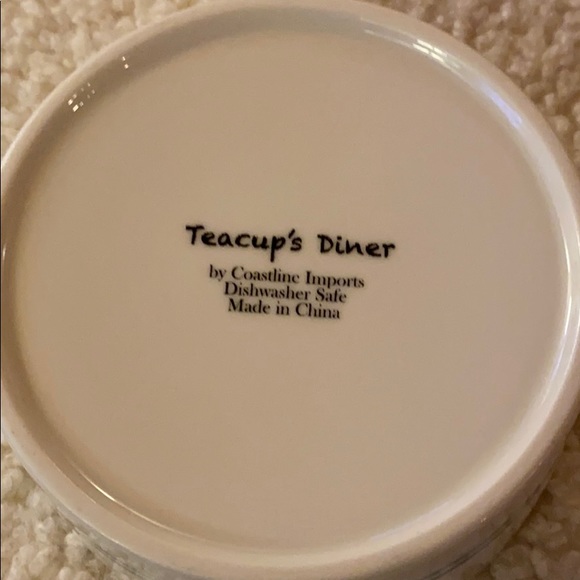 Teacup's Diner
by Coastline Imports
Dishwasher Safe
Made in China